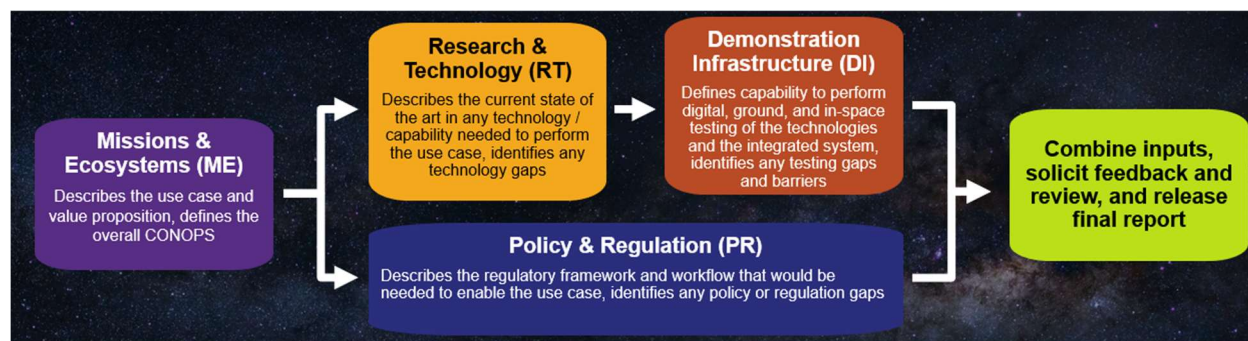 Missions &
Ecosystems (ME)
Describes the use case and
value proposition, defines the
overall CONOPS
Research &
Technology (RT)
Describes the current state of
the art in any technology /
capability needed to perform
the use case, identifies any
technology gaps
Demonstration
Infrastructure (DI)
Defines capability to perform
digital, ground, and in-space
testing of the technologies
and the integrated system,
identifies any testing gaps
and barriers
Policy & Regulation (PR)
Describes the regulatory framework and workflow that would be
needed to enable the use case, identifies any policy or regulation gaps
Combine inputs,
solicit feedback and
review, and release
final report